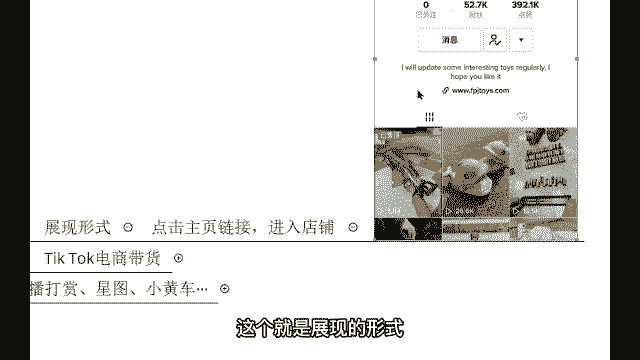 0 52.7K 392.1K
已关注 粉丝 点赞
消息
I will update some interesting toys regularly, I
hope you like it
www.fpjtoys.com
展现形式 点击主页链接，进入店铺
TikTok电商带货
播打赏、星图、小黄车…
这个就是展现的形式